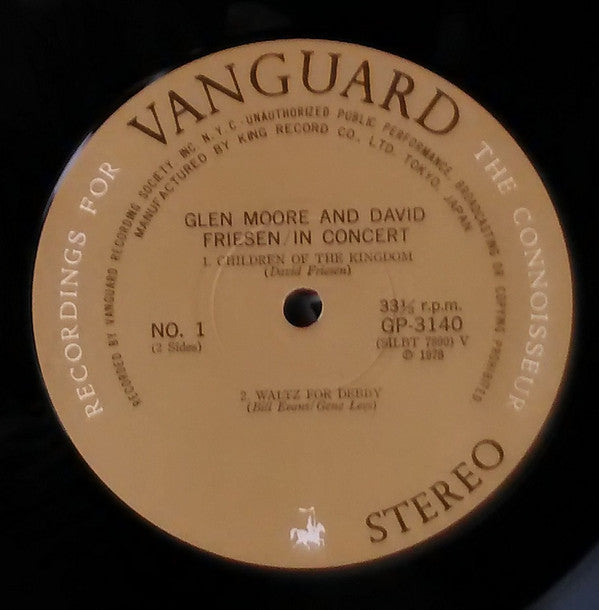 VANGUARD
RECORDINGS FOR THE CONNOISSEUR
RECORDED BY VANGUARD RECORDING SOCIETY INC. N.Y.C.-UNAUTHORIZED PUBLIC PERFORMANCE, BROADCASTING OR COPYING PROHIBITED
MANUFACTURED BY KING RECORD CO., LTD. TOKYO, JAPAN
GLEN MOORE AND DAVID
FRIESEN/IN CONCERT
1. CHILDREN OF THE KINGDOM
(David Friesen)
NO. 1
(2 Sides)
33⅓ r.p.m.
GP-3140
(SILBT 7890) V
℗ 1978
2. WALTZ FOR DEBBY
(Bill Evans/Gene Lees)
STEREO